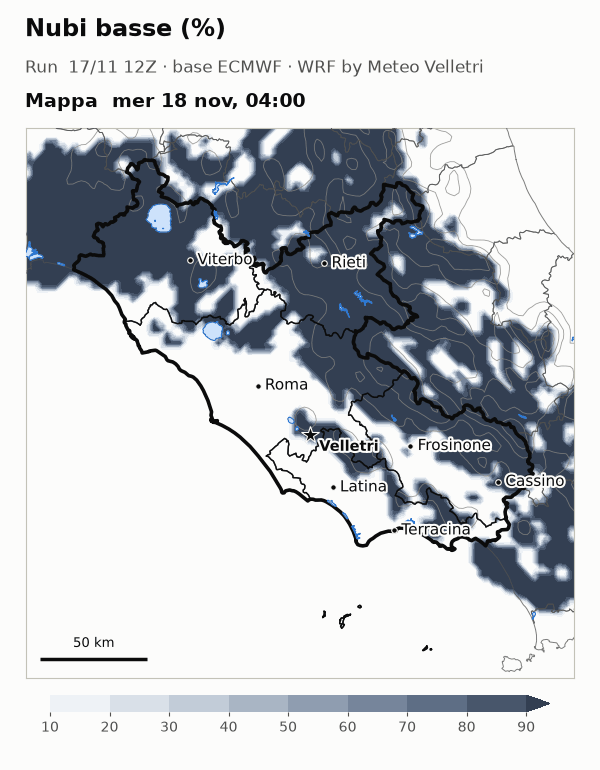 Nubi basse (%)
Run  17/11 12Z · base ECMWF · WRF by Meteo Velletri
Mappa  mer 18 nov, 04:00
Viterbo
Rieti
Roma
Velletri
Frosinone
Latina
Cassino
Terracina
50 km
10 20 30 40 50 60 70 80 90